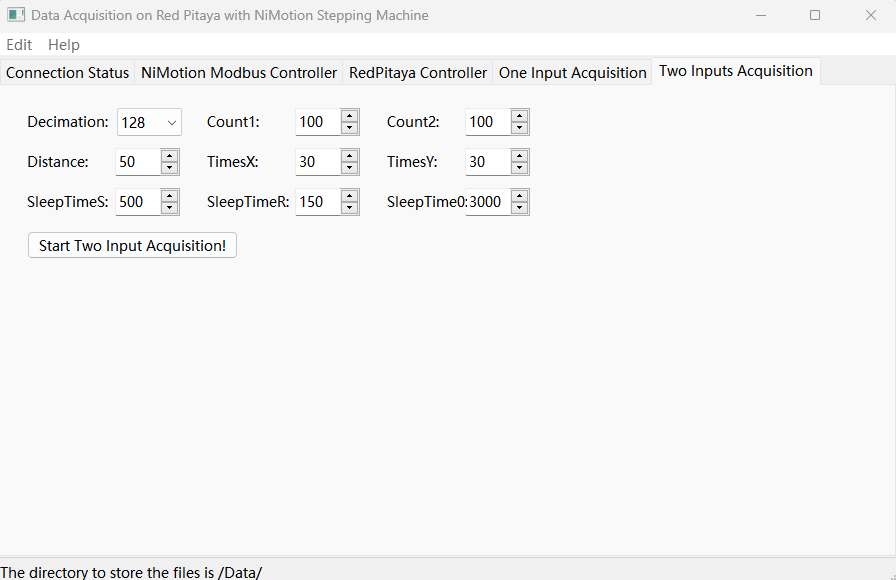 Data Acquisition on Red Pitaya with NiMotion Stepping Machine
Edit Help
Connection Status NiMotion Modbus Controller RedPitaya Controller One Input Acquisition Two Inputs Acquisition
Decimation: 128 Count1: 100 Count2: 100
Distance: 50 TimesX: 30 TimesY: 30
SleepTimeS: 500 SleepTimeR: 150 SleepTime0: 3000
Start Two Input Acquisition!
The directory to store the files is /Data/